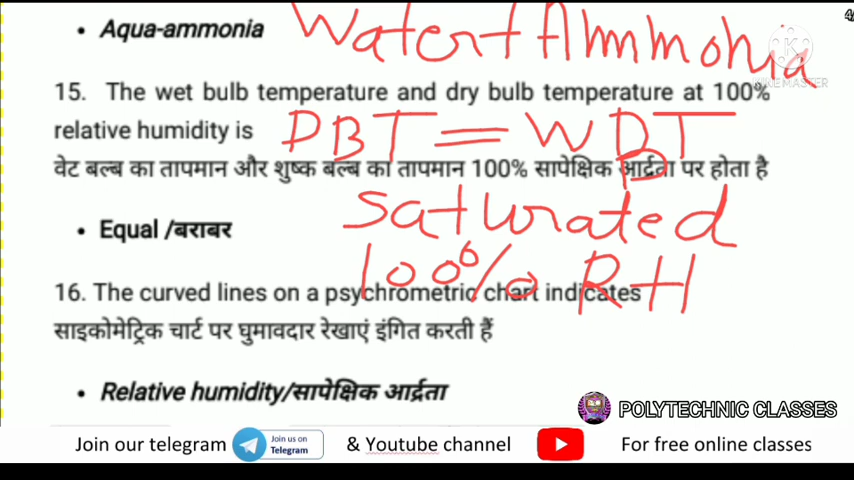 • Aqua-ammonia
Water+Ammmonia
K
KINEMASTER
15. The wet bulb temperature and dry bulb temperature at 100%
relative humidity is
DBT = WBT
वेट बल्ब का तापमान और शुष्क बल्ब का तापमान 100% सापेक्षिक आर्द्रता पर होता है
Saturated
• Equal /बराबर
100% RH
16. The curved lines on a psychrometric chart indicates
साइकोमेट्रिक चार्ट पर घुमावदार रेखाएं इंगित करती हैं
• Relative humidity/सापेक्षिक आर्द्रता
POLYTECHNIC CLASSES
Join our telegram Join us on Telegram & Youtube channel For free online classes